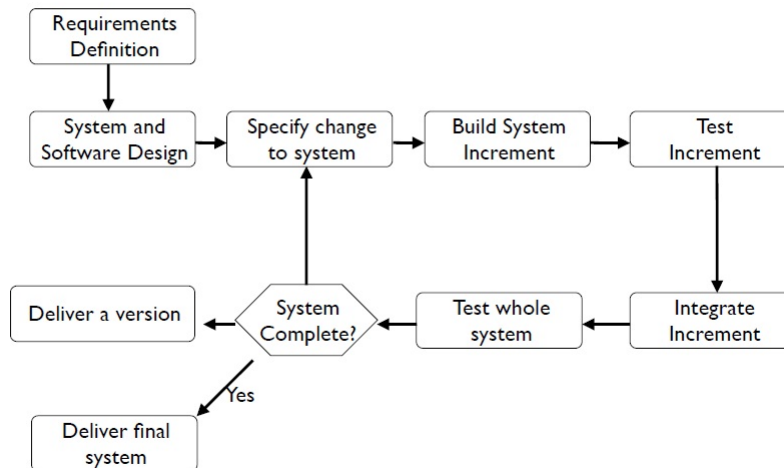 Requirements
Definition
System and
Software Design
Specify change
to system
Build System
Increment
Test
Increment
Deliver a version
System
Complete?
Test whole
system
Integrate
Increment
Yes
Deliver final
system